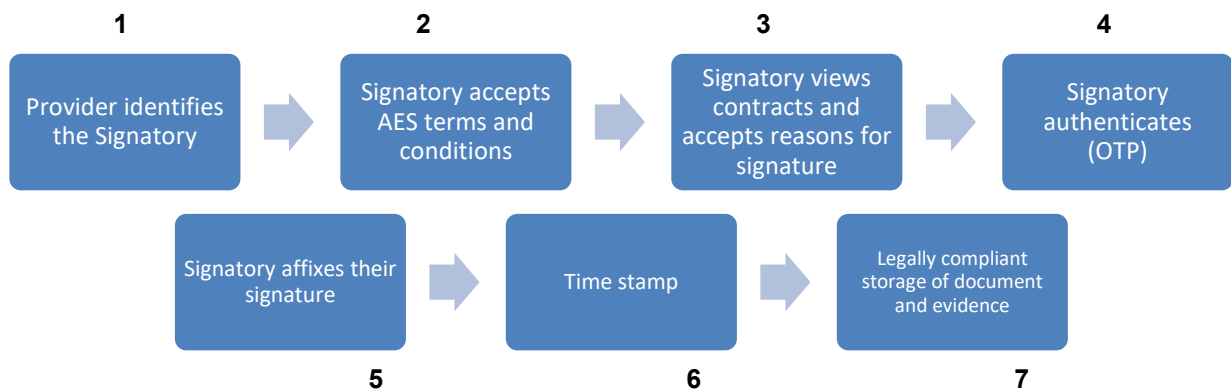 1
2
3
4
Provider identifies
the Signatory
Signatory accepts
AES terms and
conditions
Signatory views
contracts and
accepts reasons for
signature
Signatory
authenticates
(OTP)
Signatory affixes their
signature
Time stamp
Legally compliant
storage of document
and evidence
5
6
7